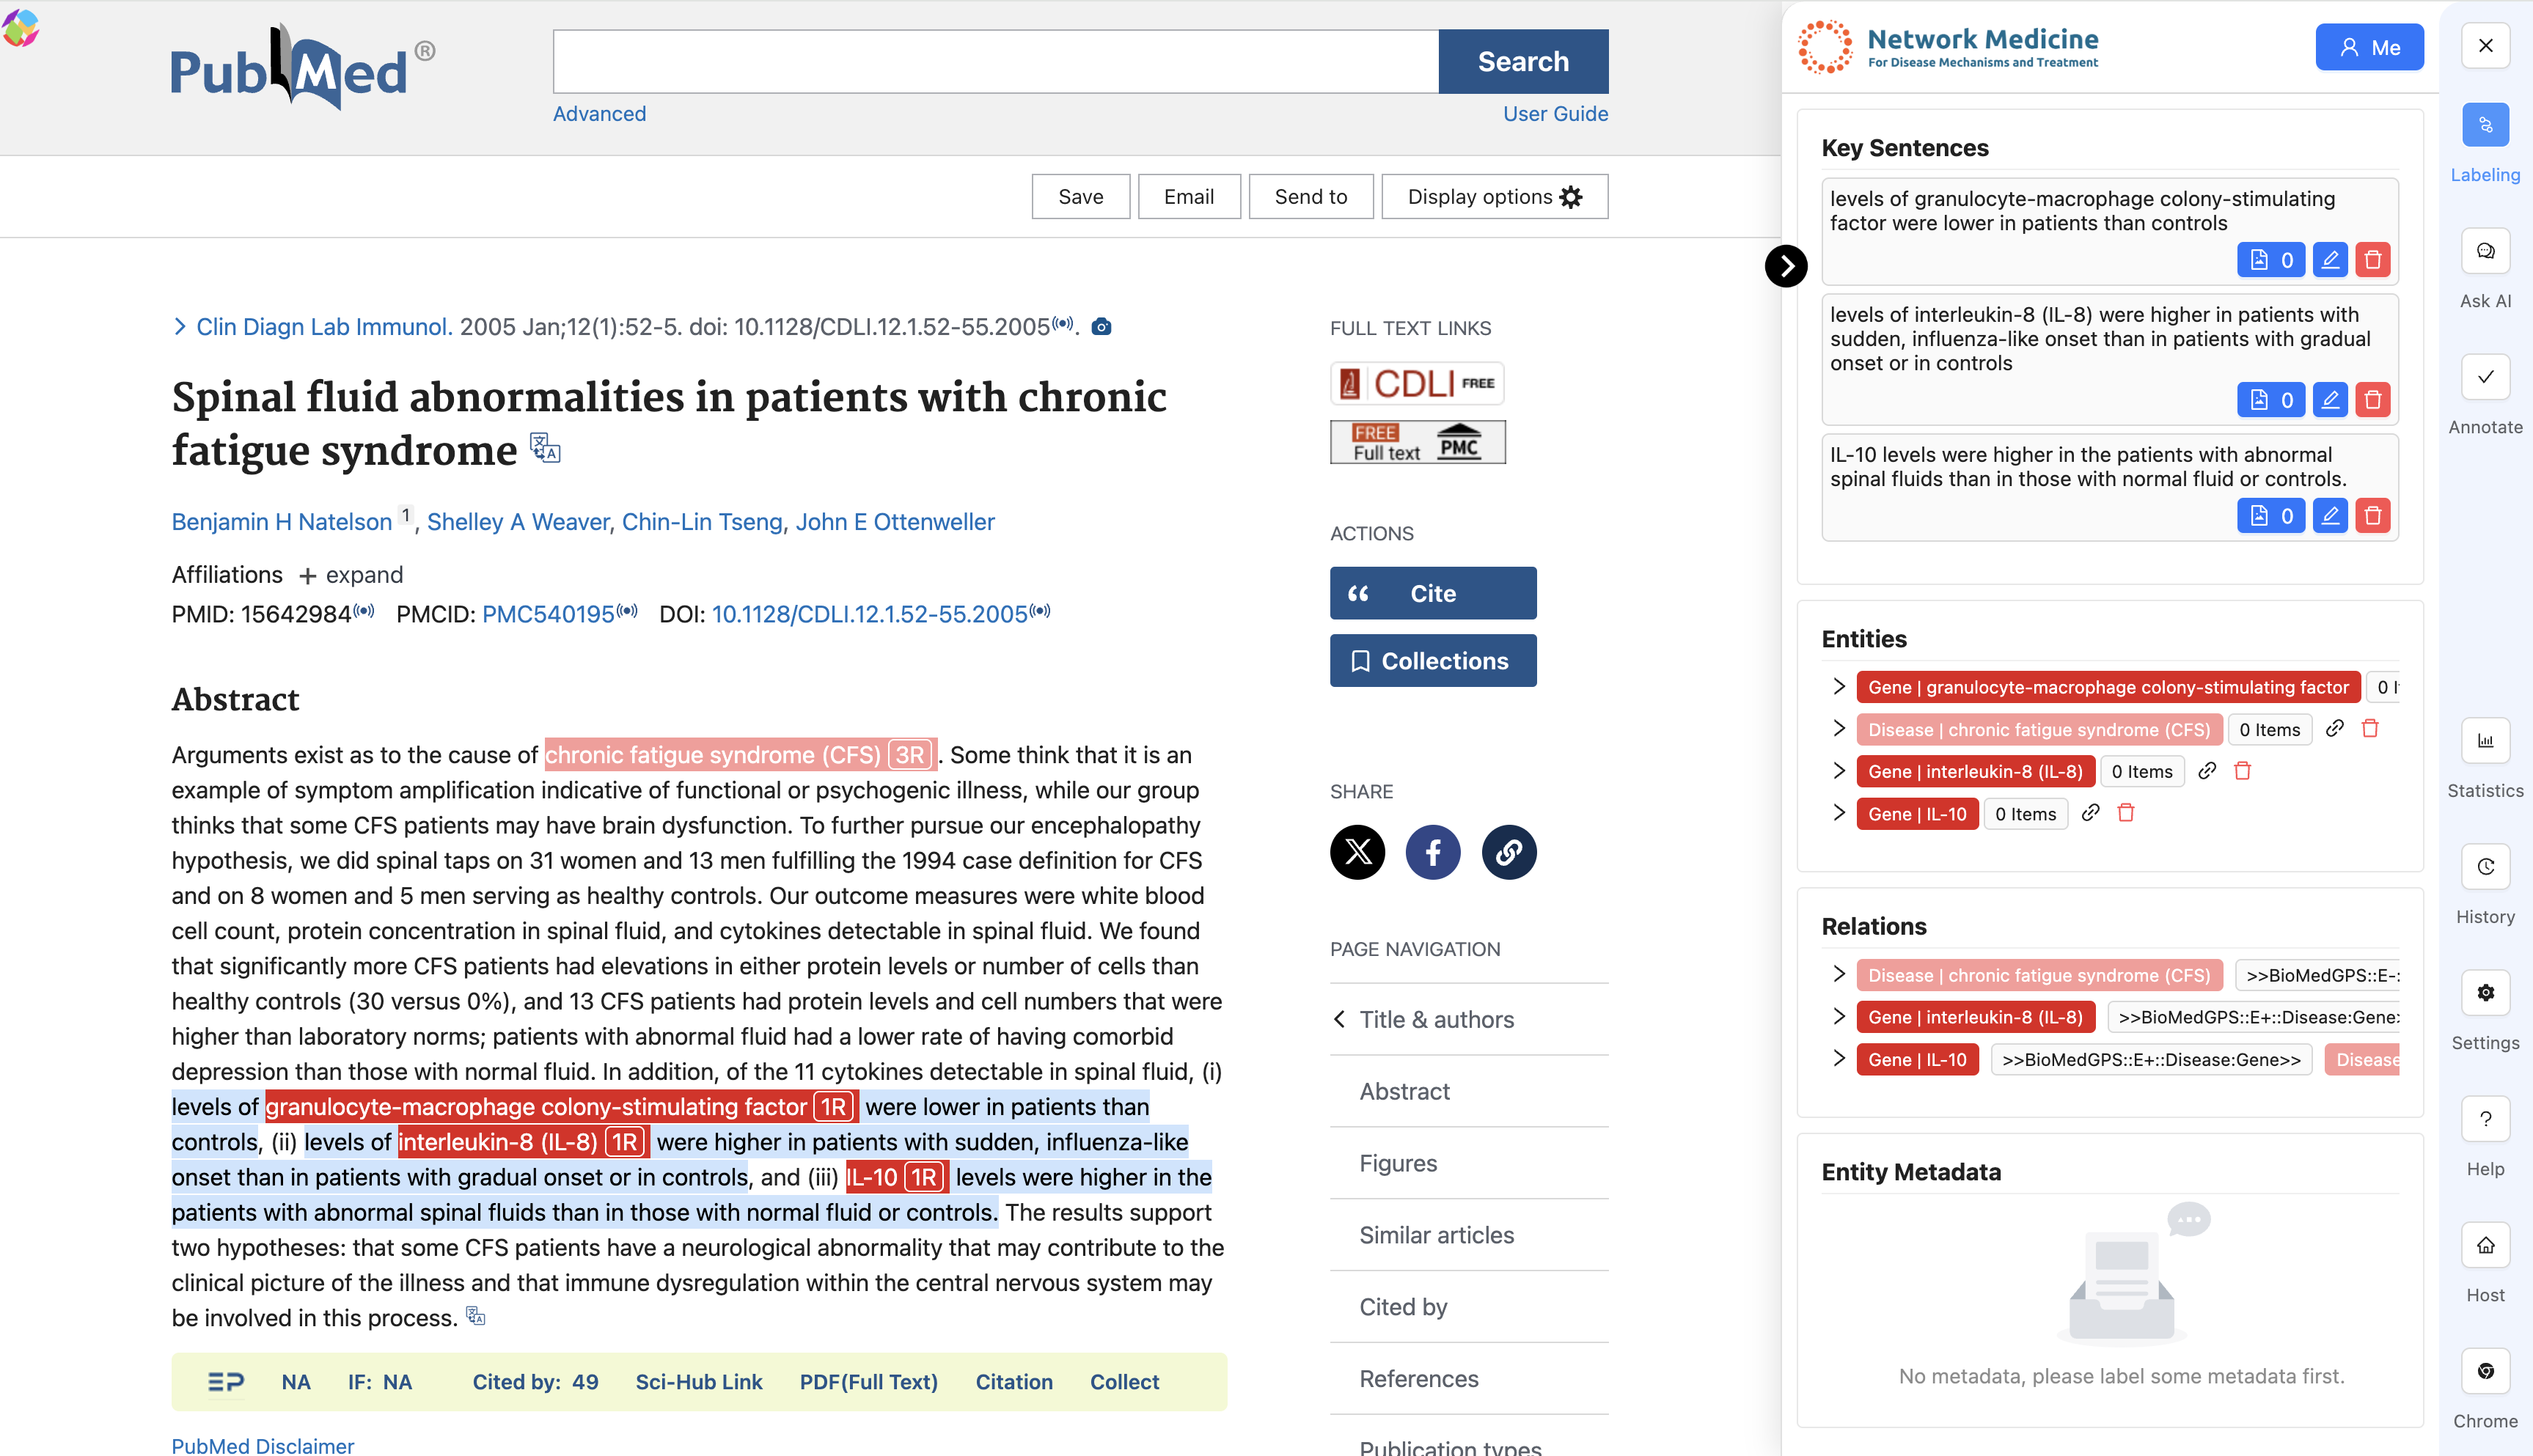 PubMed®
Search
Advanced
User Guide
Save
Email
Send to
Display options
Clin Diagn Lab Immunol. 2005 Jan;12(1):52-5. doi: 10.1128/CDLI.12.1.52-55.2005.
Spinal fluid abnormalities in patients with chronic
fatigue syndrome
Benjamin H Natelson 1, Shelley A Weaver, Chin-Lin Tseng, John E Ottenweller
Affiliations + expand
PMID: 15642984 PMCID: PMC540195 DOI: 10.1128/CDLI.12.1.52-55.2005
Abstract
Arguments exist as to the cause of chronic fatigue syndrome (CFS) 3R . Some think that it is an
example of symptom amplification indicative of functional or psychogenic illness, while our group
thinks that some CFS patients may have brain dysfunction. To further pursue our encephalopathy
hypothesis, we did spinal taps on 31 women and 13 men fulfilling the 1994 case definition for CFS
and on 8 women and 5 men serving as healthy controls. Our outcome measures were white blood
cell count, protein concentration in spinal fluid, and cytokines detectable in spinal fluid. We found
that significantly more CFS patients had elevations in either protein levels or number of cells than
healthy controls (30 versus 0%), and 13 CFS patients had protein levels and cell numbers that were
higher than laboratory norms; patients with abnormal fluid had a lower rate of having comorbid
depression than those with normal fluid. In addition, of the 11 cytokines detectable in spinal fluid, (i)
levels of granulocyte-macrophage colony-stimulating factor 1R were lower in patients than
controls, (ii) levels of interleukin-8 (IL-8) 1R were higher in patients with sudden, influenza-like
onset than in patients with gradual onset or in controls, and (iii) IL-10 1R levels were higher in the
patients with abnormal spinal fluids than in those with normal fluid or controls. The results support
two hypotheses: that some CFS patients have a neurological abnormality that may contribute to the
clinical picture of the illness and that immune dysregulation within the central nervous system may
be involved in this process.
NA IF: NA Cited by: 49 Sci-Hub Link PDF(Full Text) Citation Collect
PubMed Disclaimer
FULL TEXT LINKS
CDLI FREE
FREE
Full text PMC
ACTIONS
Cite
Collections
SHARE
PAGE NAVIGATION
Title & authors
Abstract
Figures
Similar articles
Cited by
References
Publication types
Network Medicine
For Disease Mechanisms and Treatment
Me
Key Sentences
levels of granulocyte-macrophage colony-stimulating
factor were lower in patients than controls
0
levels of interleukin-8 (IL-8) were higher in patients with
sudden, influenza-like onset than in patients with gradual
onset or in controls
0
IL-10 levels were higher in the patients with abnormal
spinal fluids than in those with normal fluid or controls.
0
Entities
Gene | granulocyte-macrophage colony-stimulating factor 0
Disease | chronic fatigue syndrome (CFS) 0 Items
Gene | interleukin-8 (IL-8) 0 Items
Gene | IL-10 0 Items
Relations
Disease | chronic fatigue syndrome (CFS) >>BioMedGPS::E-:
Gene | interleukin-8 (IL-8) >>BioMedGPS::E+::Disease:Gene>
Gene | IL-10 >>BioMedGPS::E+::Disease:Gene>> Disease
Entity Metadata
No metadata, please label some metadata first.
Labeling
Ask AI
Annotate
Statistics
History
Settings
Help
Host
Chrome